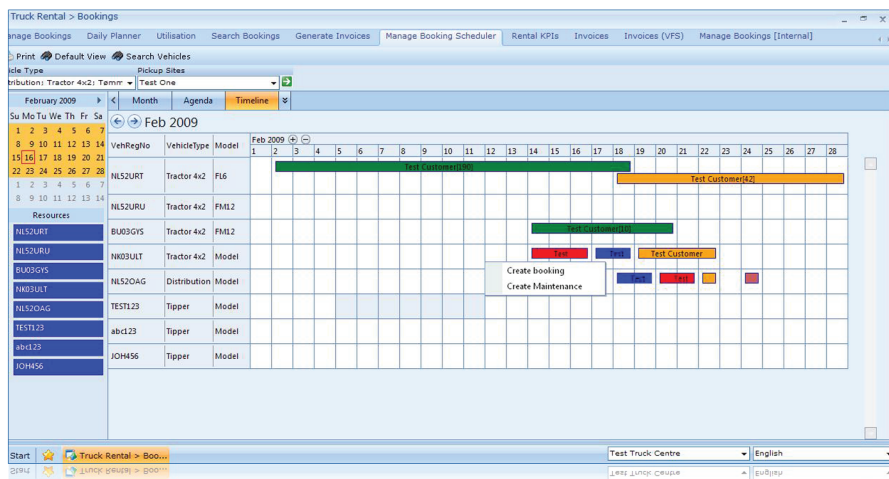 Truck Rental > Bookings
anage Bookings Daily Planner Utilisation Search Bookings Generate Invoices Manage Booking Scheduler Rental KPIs Invoices Invoices (VFS) Manage Bookings [Internal]
Print Default View Search Vehicles
icle Type Pickup Sites
tribution; Tractor 4x2; Tømr Test One
February 2009 Month Agenda Timeline
Su Mo Tu We Th Fr Sa
1 2 3 4 5 6 7
8 9 10 11 12 13 14
15 16 17 18 19 20 21
22 23 24 25 26 27 28
1 2 3 4 5 6 7
8 9 10 11 12 13 14
Feb 2009
VehRegNo VehicleType Model Feb 2009
1 2 3 4 5 6 7 8 9 10 11 12 13 14 15 16 17 18 19 20 21 22 23 24 25 26 27 28
NL52URT Tractor 4x2 FL6 Test Customer[190] Test Customer[42]
NL52URU Tractor 4x2 FM12
BU03GYS Tractor 4x2 FM12 Test Customer[10]
NK03ULT Tractor 4x2 Model Test Test Test Customer
NL52OAG Distribution Model Test Test
TEST123 Tipper Model
abc123 Tipper Model
JOH456 Tipper Model
Create booking
Create Maintenance
Resources
NL52URT
NL52URU
BU03GYS
NK03ULT
NL52OAG
TEST123
abc123
JOH456
Start Truck Rental > Boo... Test Truck Centre English